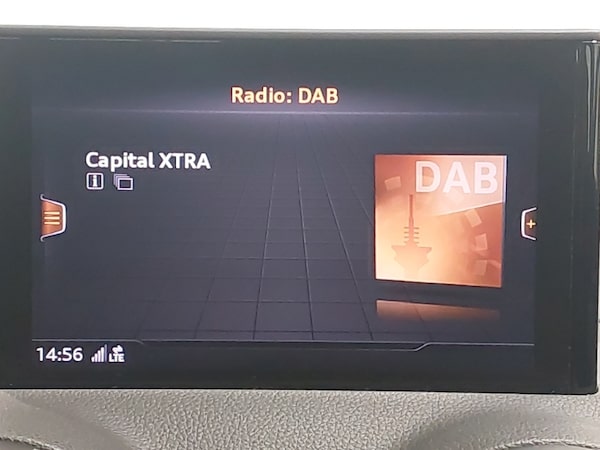 Radio: DAB
Capital XTRA
DAB
i
14:56 LTE